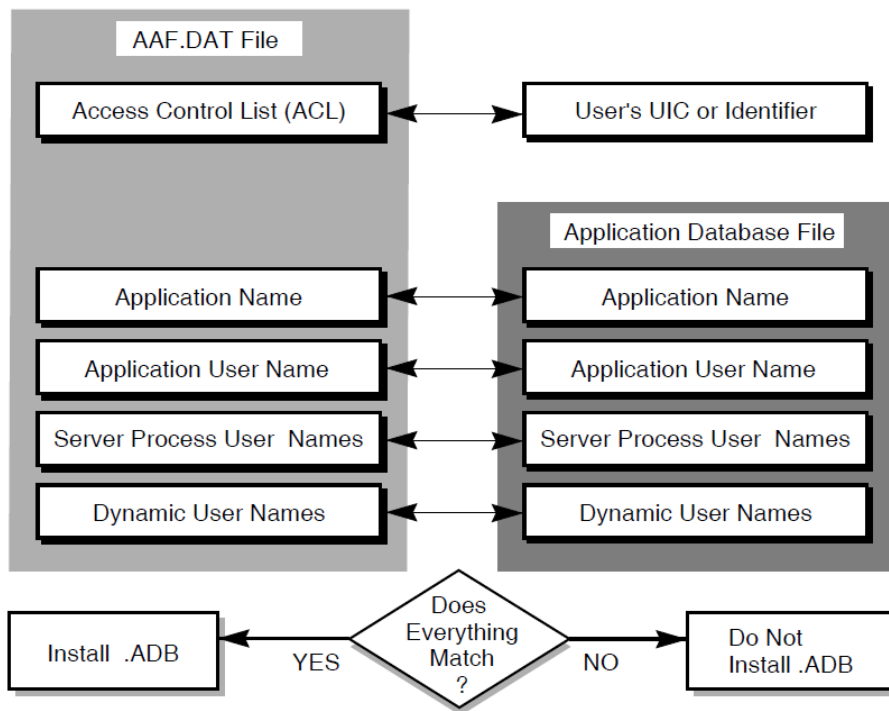 AAF.DAT File
Access Control List (ACL)
User's UIC or Identifier
Application Database File
Application Name
Application Name
Application User Name
Application User Name
Server Process User Names
Server Process User Names
Dynamic User Names
Dynamic User Names
Does
Everything
Match
?
Install .ADB
YES
NO
Do Not
Install .ADB